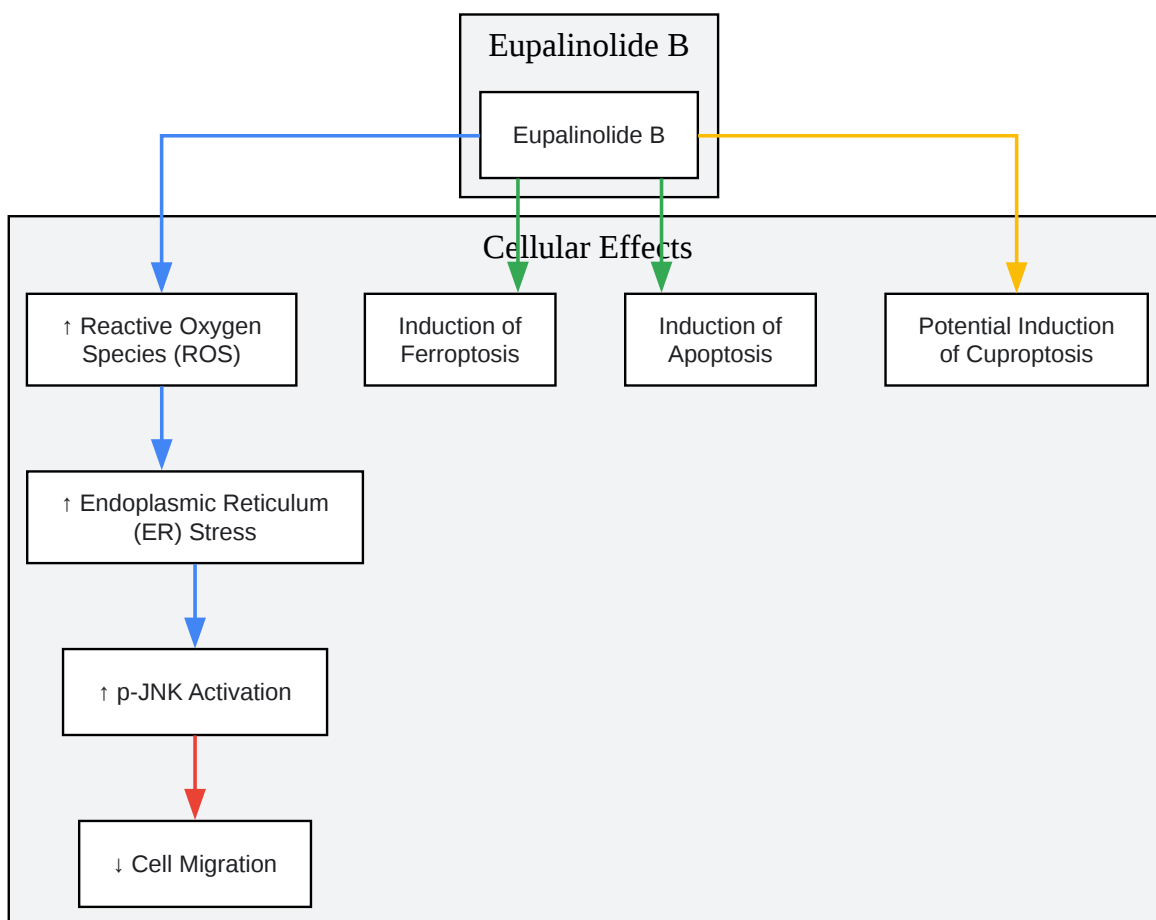 Eupalinolide B
Eupalinolide B
Cellular Effects
↑ Reactive Oxygen
Species (ROS)
Induction of
Ferroptosis
Induction of
Apoptosis
Potential Induction
of Cuproptosis
↑ Endoplasmic Reticulum
(ER) Stress
↑ p-JNK Activation
↓ Cell Migration